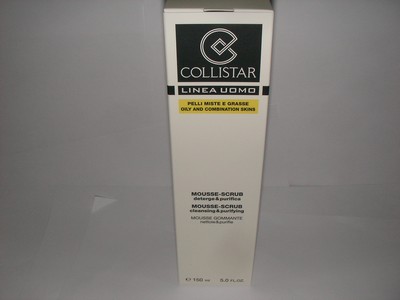 COLLISTAR
LINEA UOMO
PELLI MISTE E GRASSE
OILY AND COMBINATION SKINS
MOUSSE-SCRUB
deterge & purifica
MOUSSE-SCRUB
cleansing & purifying
MOUSSE GOMMANTE
nettoie & purifie
e 150 ml 5.0 FL.OZ.